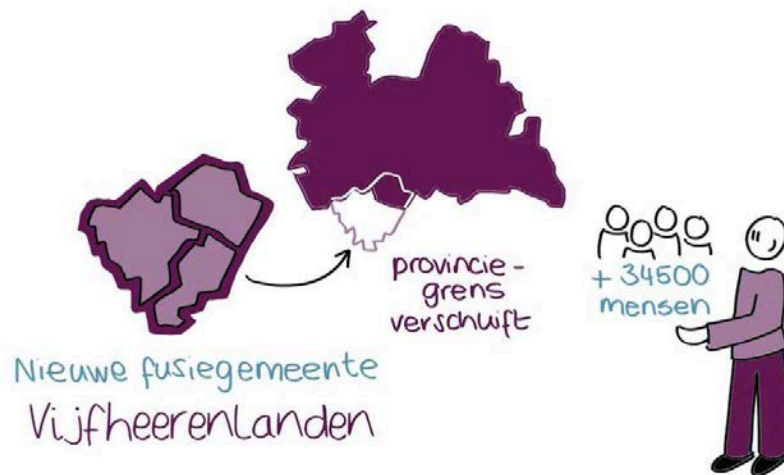 provincie-
grens
verschuift
+ 34500
mensen
Nieuwe fusiegemeente
Vijfheerenlanden